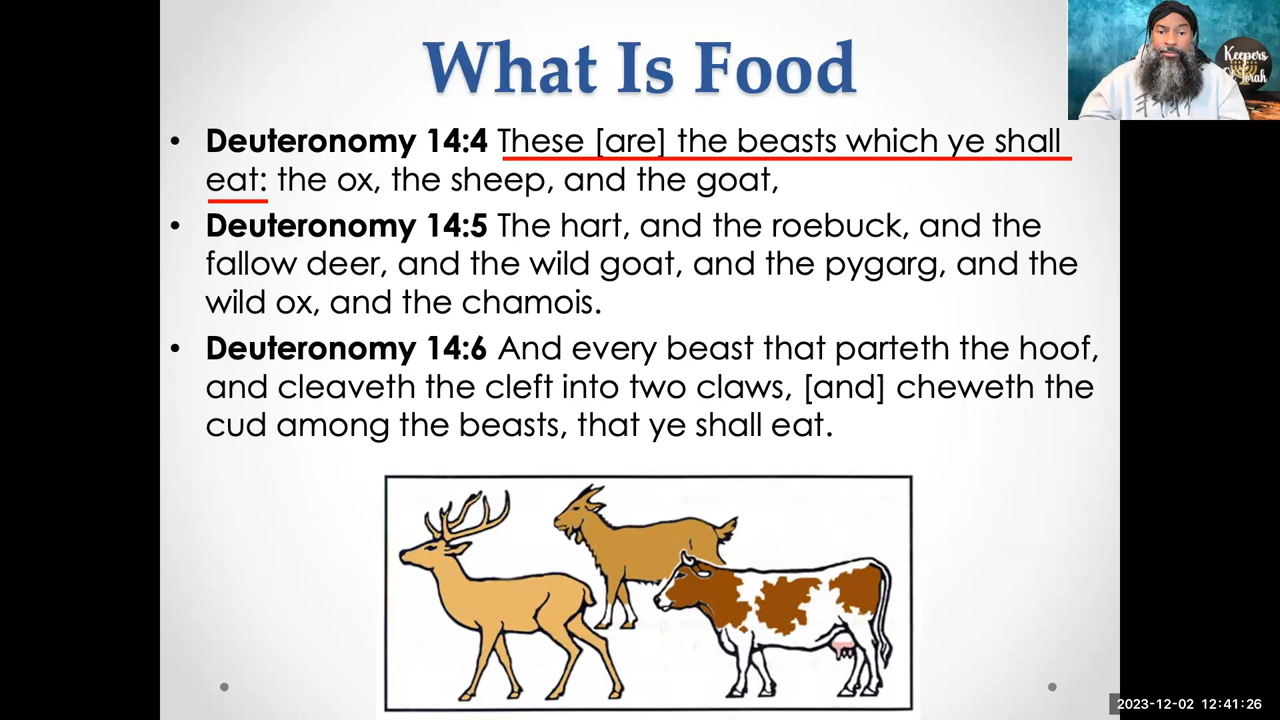 What Is Food
Keepers
Of Torah
• Deuteronomy 14:4 These [are] the beasts which ye shall
eat: the ox, the sheep, and the goat,
• Deuteronomy 14:5 The hart, and the roebuck, and the
fallow deer, and the wild goat, and the pygarg, and the
wild ox, and the chamois.
• Deuteronomy 14:6 And every beast that parteth the hoof,
and cleaveth the cleft into two claws, [and] cheweth the
cud among the beasts, that ye shall eat.
2023-12-02 12:41:26